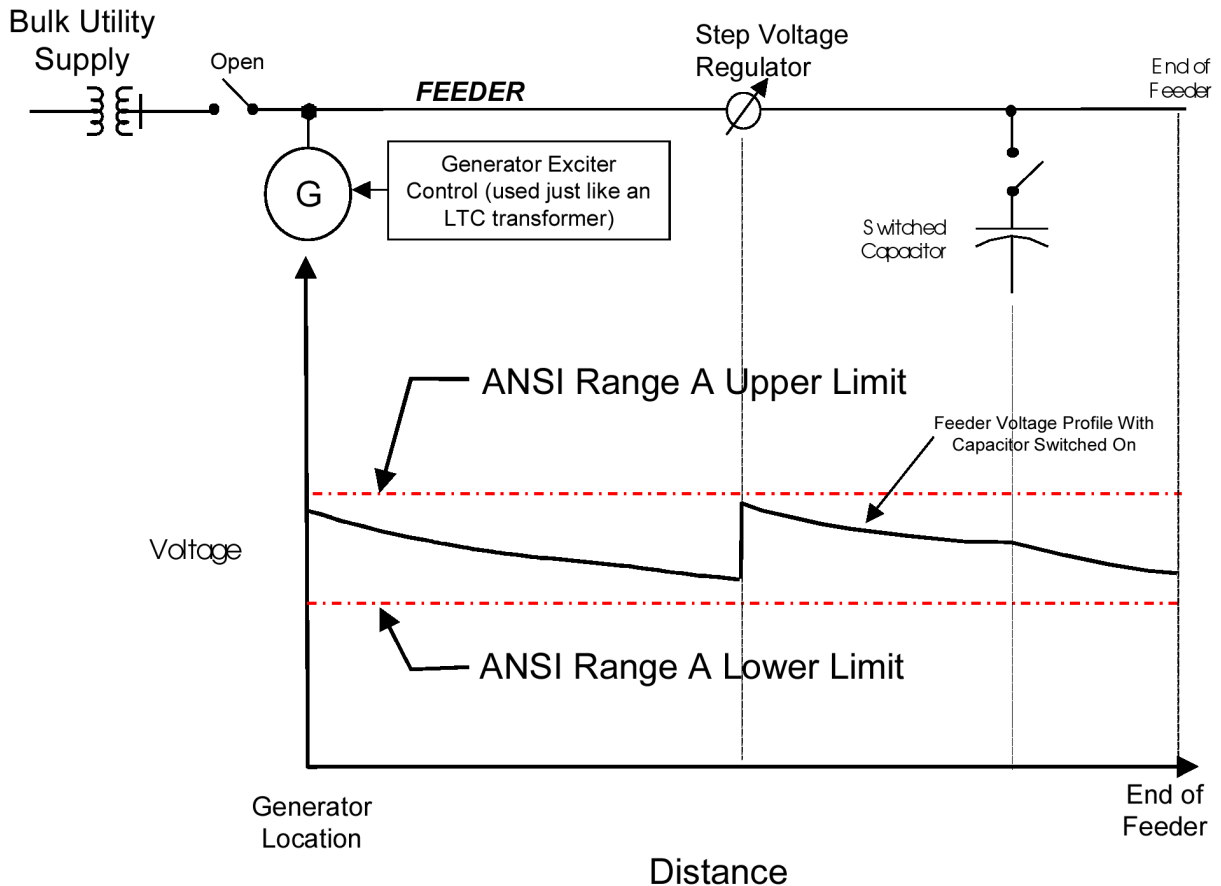 Bulk Utility
Supply
Open
FEEDER
Step Voltage
Regulator
End of
Feeder
G
Generator Exciter
Control (used just like an
LTC transformer)
Switched
Capacitor
ANSI Range A Upper Limit
Feeder Voltage Profile With
Capacitor Switched On
Voltage
ANSI Range A Lower Limit
Generator
Location
End of
Feeder
Distance